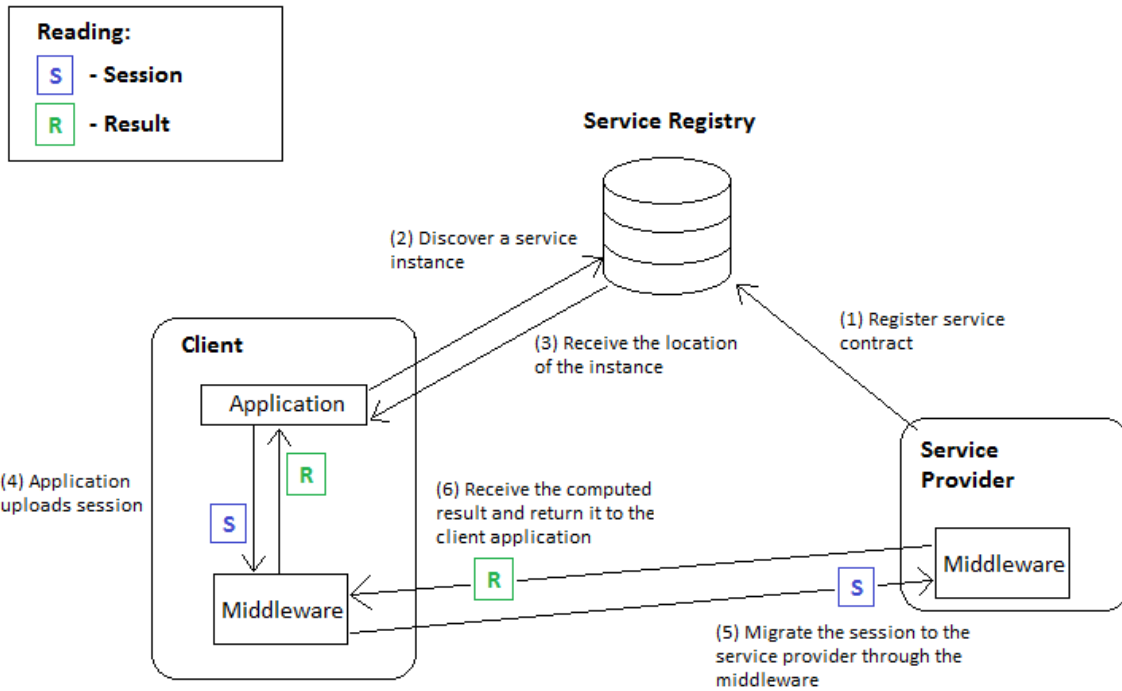 Reading:
S - Session
R - Result
Service Registry
(2) Discover a service
instance
(1) Register service
contract
(3) Receive the location
of the instance
Client
Application
R
(4) Application
uploads session
S
Middleware
(6) Receive the computed
result and return it to the
client application
R
Service
Provider
Middleware
S
(5) Migrate the session to the
service provider through the
middleware